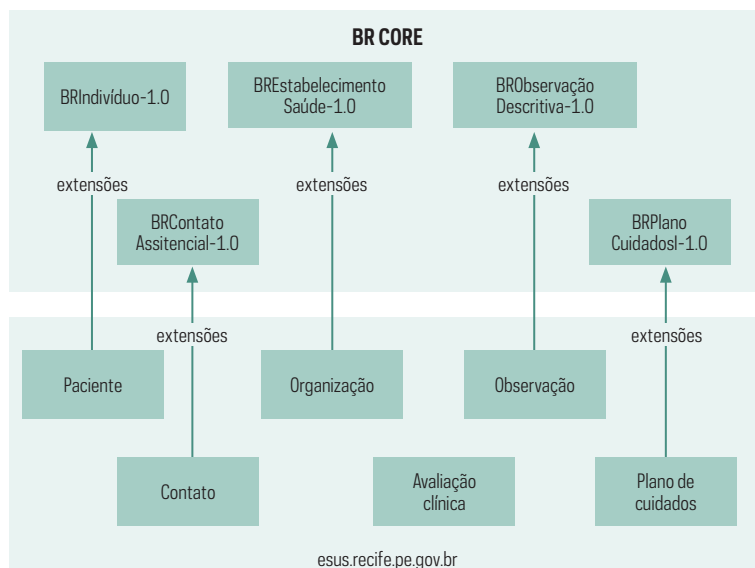 BR CORE
BRIndivíduo-1.0
BREstabelecimento
Saúde-1.0
BRObservação
Descritiva-1.0
extensões
extensões
extensões
BRContato
Assitencial-1.0
BRPlano
Cuidadosl-1.0
extensões
extensões
Paciente
Organização
Observação
Contato
Avaliação
clínica
Plano de
cuidados
esus.recife.pe.gov.br